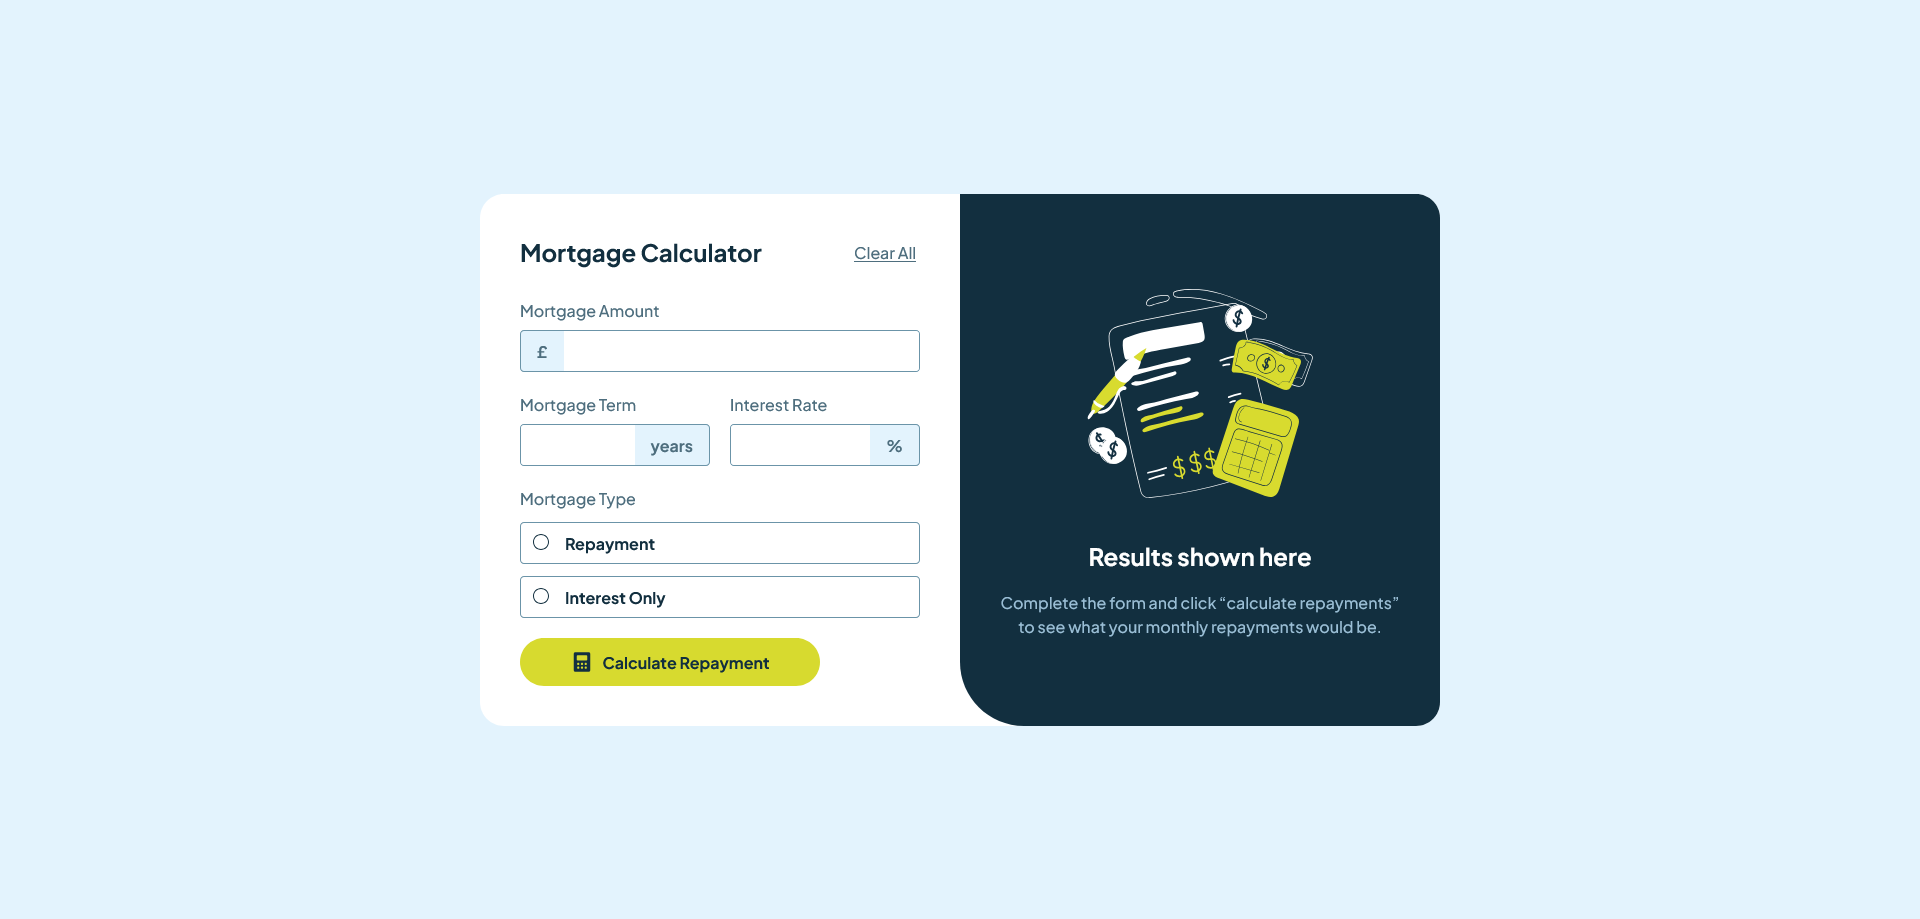 Mortgage Calculator
Clear All
Mortgage Amount
£
Mortgage Term
years
Interest Rate
%
Mortgage Type
Repayment
Interest Only
Calculate Repayment
$
$
$
$
$$$
Results shown here
Complete the form and click “calculate repayments”
to see what your monthly repayments would be.